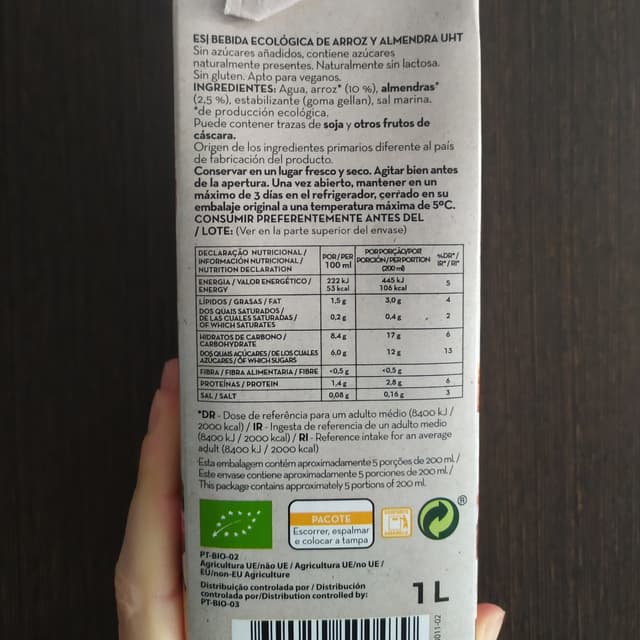 ES| BEBIDA ECOLÓGICA DE ARROZ Y ALMENDRA UHT
Sin azúcares añadidos, contiene azúcares
naturalmente presentes. Naturalmente sin lactosa.
Sin gluten. Apto para veganos.
INGREDIENTES: Agua, arroz* (10 %), almendras*
(2,5 %), estabilizante (goma gellan), sal marina.
*de producción ecológica.
Puede contener trazas de soja y otros frutos de
cáscara.
Origen de los ingredientes primarios diferente al país
de fabricación del producto.
Conservar en un lugar fresco y seco. Agitar bien antes
de la apertura. Una vez abierto, mantener en un
máximo de 3 días en el refrigerador, cerrado en su
embalaje original a una temperatura máxima de 5ºC.
CONSUMIR PREFERENTEMENTE ANTES DEL
/ LOTE: (Ver en la parte superior del envase)
DECLARAÇÃO NUTRICIONAL /
INFORMACIÓN NUTRICIONAL /
NUTRITION DECLARATION
POR/PER
100 ml
POR PORÇÃO/POR
PORCIÓN/PER PORTION
(200 ml)
%DR*/
IR*/RI*
ENERGIA / VALOR ENERGÉTICO /
ENERGY
222 kJ
53 kcal
445 kJ
106 kcal
5
LÍPIDOS / GRASAS / FAT
1,5 g
3,0 g
4
DOS QUAIS SATURADOS /
DE LAS CUALES SATURADAS /
OF WHICH SATURATES
0,2 g
0,4 g
2
HIDRATOS DE CARBONO /
CARBOHYDRATE
8,4 g
17 g
6
DOS QUAIS AÇÚCARES / DE LOS CUALES
AZÚCARES / OF WHICH SUGARS
6,0 g
12 g
13
FIBRA / FIBRA ALIMENTARIA / FIBRE
<0,5 g
<0,5 g
PROTEÍNAS / PROTEIN
1,4 g
2,8 g
6
SAL / SALT
0,08 g
0,16 g
3
*DR - Dose de referência para um adulto médio (8400 kJ /
2000 kcal) / IR - Ingesta de referencia de un adulto medio
(8400 kJ / 2000 kcal) / RI - Reference intake for an average
adult (8400 kJ / 2000 kcal)
Esta embalagem contém aproximadamente 5 porções de 200 ml. /
Este envase contiene aproximadamente 5 porciones de 200 ml. /
This package contains approximately 5 portions of 200 ml.
PACOTE
Escorrer, espalmar
e colocar a tampa
®
PT-BIO-02
Agricultura UE/não UE / Agricultura UE/no UE /
EU/non-EU Agriculture
Distribuição controlada por / Distribución
controlada por/Distribution controlled by:
PT-BIO-03
1 L
011-02